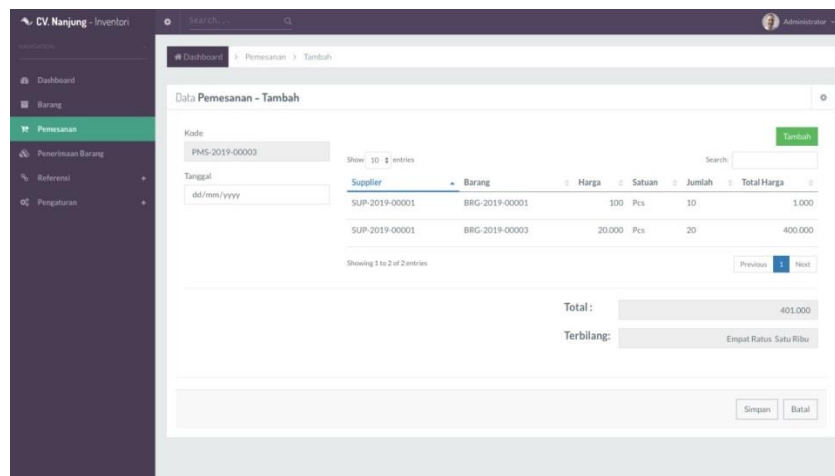 CV. Nanjung - Inventori
Search...
Administrator
NAVIGATION
Dashboard
Barang
Pemesanan
Penerimaan Barang
Referensi +
Pengaturan +
Dashboard > Pemesanan > Tambah
Data Pemesanan - Tambah
Kode
PMS-2019-00003
Tanggal
dd/mm/yyyy
Tambah
Show 10 entries Search:
Supplier Barang Harga Satuan Jumlah Total Harga
SUP-2019-00001 BRG-2019-00001 100 Pcs 10 1.000
SUP-2019-00001 BRG-2019-00003 20.000 Pcs 20 400.000
Showing 1 to 2 of 2 entries Previous 1 Next
Total : 401.000
Terbilang: Empat Ratus Satu Ribu
Simpan Batal